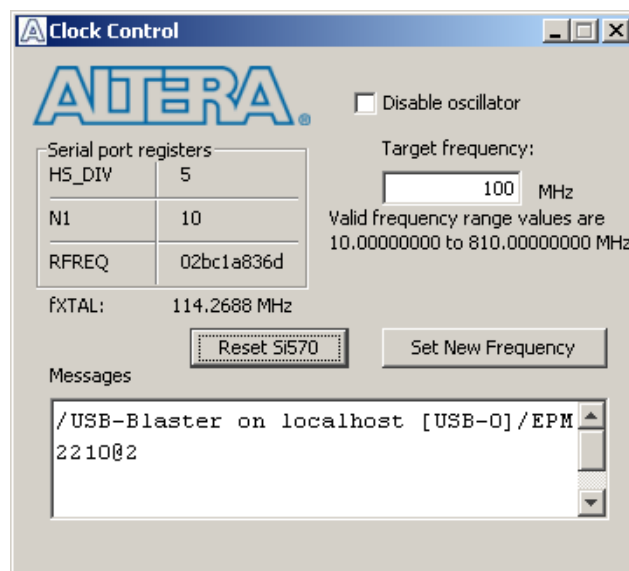 Clock Control
ALTERA®
Disable oscillator
Serial port registers
HS_DIV 5
N1 10
RFREQ 02bc1a836d
fXTAL: 114.2688 MHz
Target frequency:
100 MHz
Valid frequency range values are
10.00000000 to 810.00000000 MHz
Reset Si570
Set New Frequency
Messages
/USB-Blaster on localhost [USB-0]/EPM
2210@2